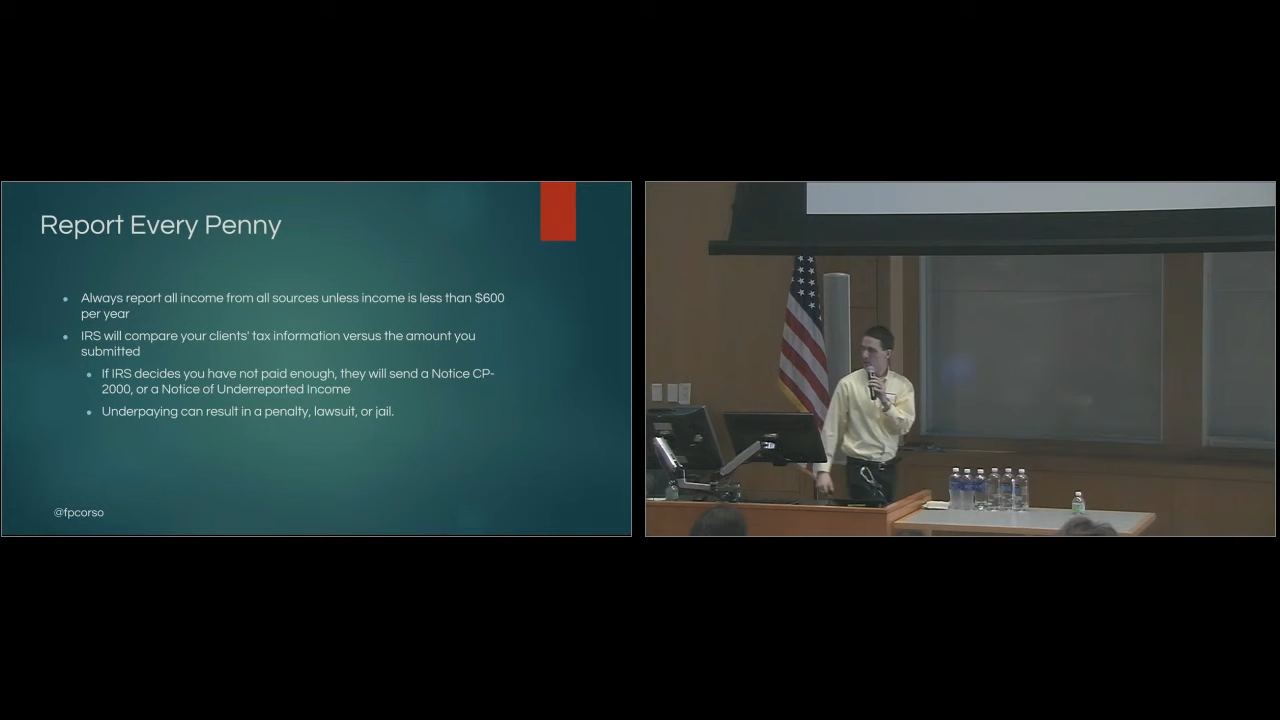 Report Every Penny
Always report all income from all sources unless income is less than $600
per year
IRS will compare your clients' tax information versus the amount you
submitted
If IRS decides you have not paid enough, they will send a Notice CP-
2000, or a Notice of Underreported Income
Underpaying can result in a penalty, lawsuit, or jail.
@fpcorso